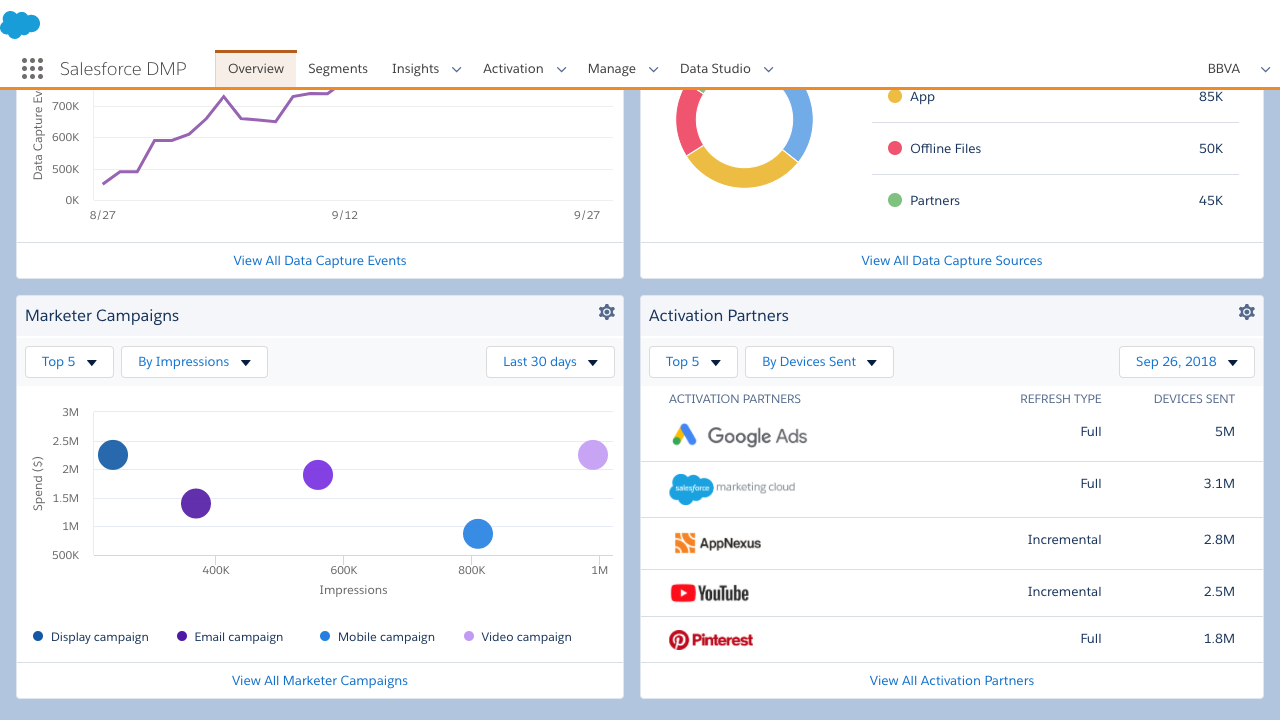 Salesforce DMP
Overview
Segments
Insights
Activation
Manage
Data Studio
BBVA
Data Capture Ev
700K
600K
500K
0K
8/27
9/12
9/27
View All Data Capture Events
App 85K
Offline Files 50K
Partners 45K
View All Data Capture Sources
Marketer Campaigns
Top 5
By Impressions
Last 30 days
Spend ($)
3M
2.5M
2M
1.5M
1M
500K
400K
600K
800K
1M
Impressions
Display campaign
Email campaign
Mobile campaign
Video campaign
View All Marketer Campaigns
Activation Partners
Top 5
By Devices Sent
Sep 26, 2018
ACTIVATION PARTNERS REFRESH TYPE DEVICES SENT
Google Ads Full 5M
salesforce marketing cloud Full 3.1M
AppNexus Incremental 2.8M
YouTube Incremental 2.5M
Pinterest Full 1.8M
View All Activation Partners